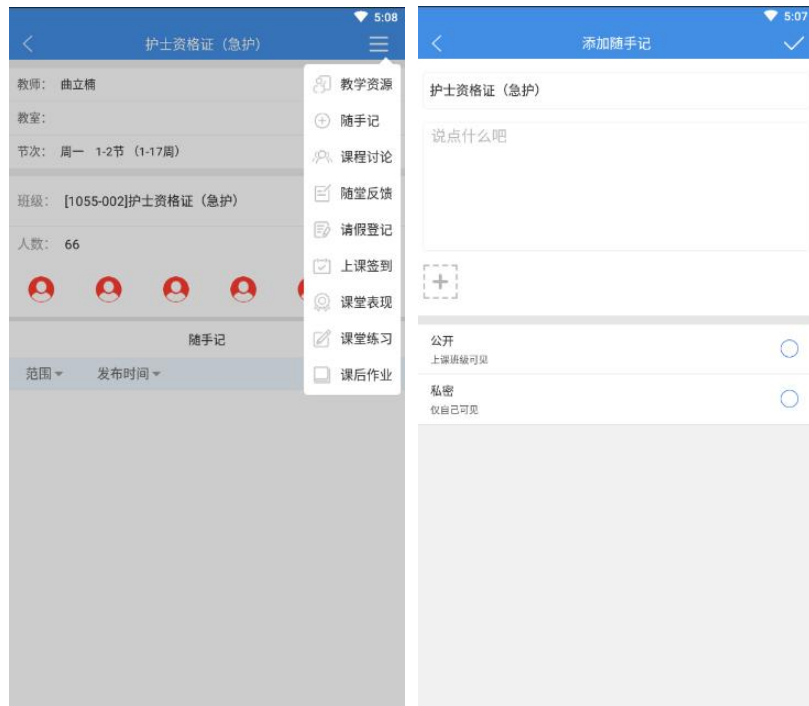 5:08
护士资格证（急护）
教师： 曲立楠
教室：
节次： 周一 1-2节 （1-17周）
班级： [1055-002]护士资格证（急护）
人数： 66
随手记
范围 发布时间
教学资源
随手记
课程讨论
随堂反馈
请假登记
上课签到
课堂表现
课堂练习
课后作业
5:07
添加随手记
护士资格证（急护）
说点什么吧
公开
上课班级可见
私密
仅自己可见